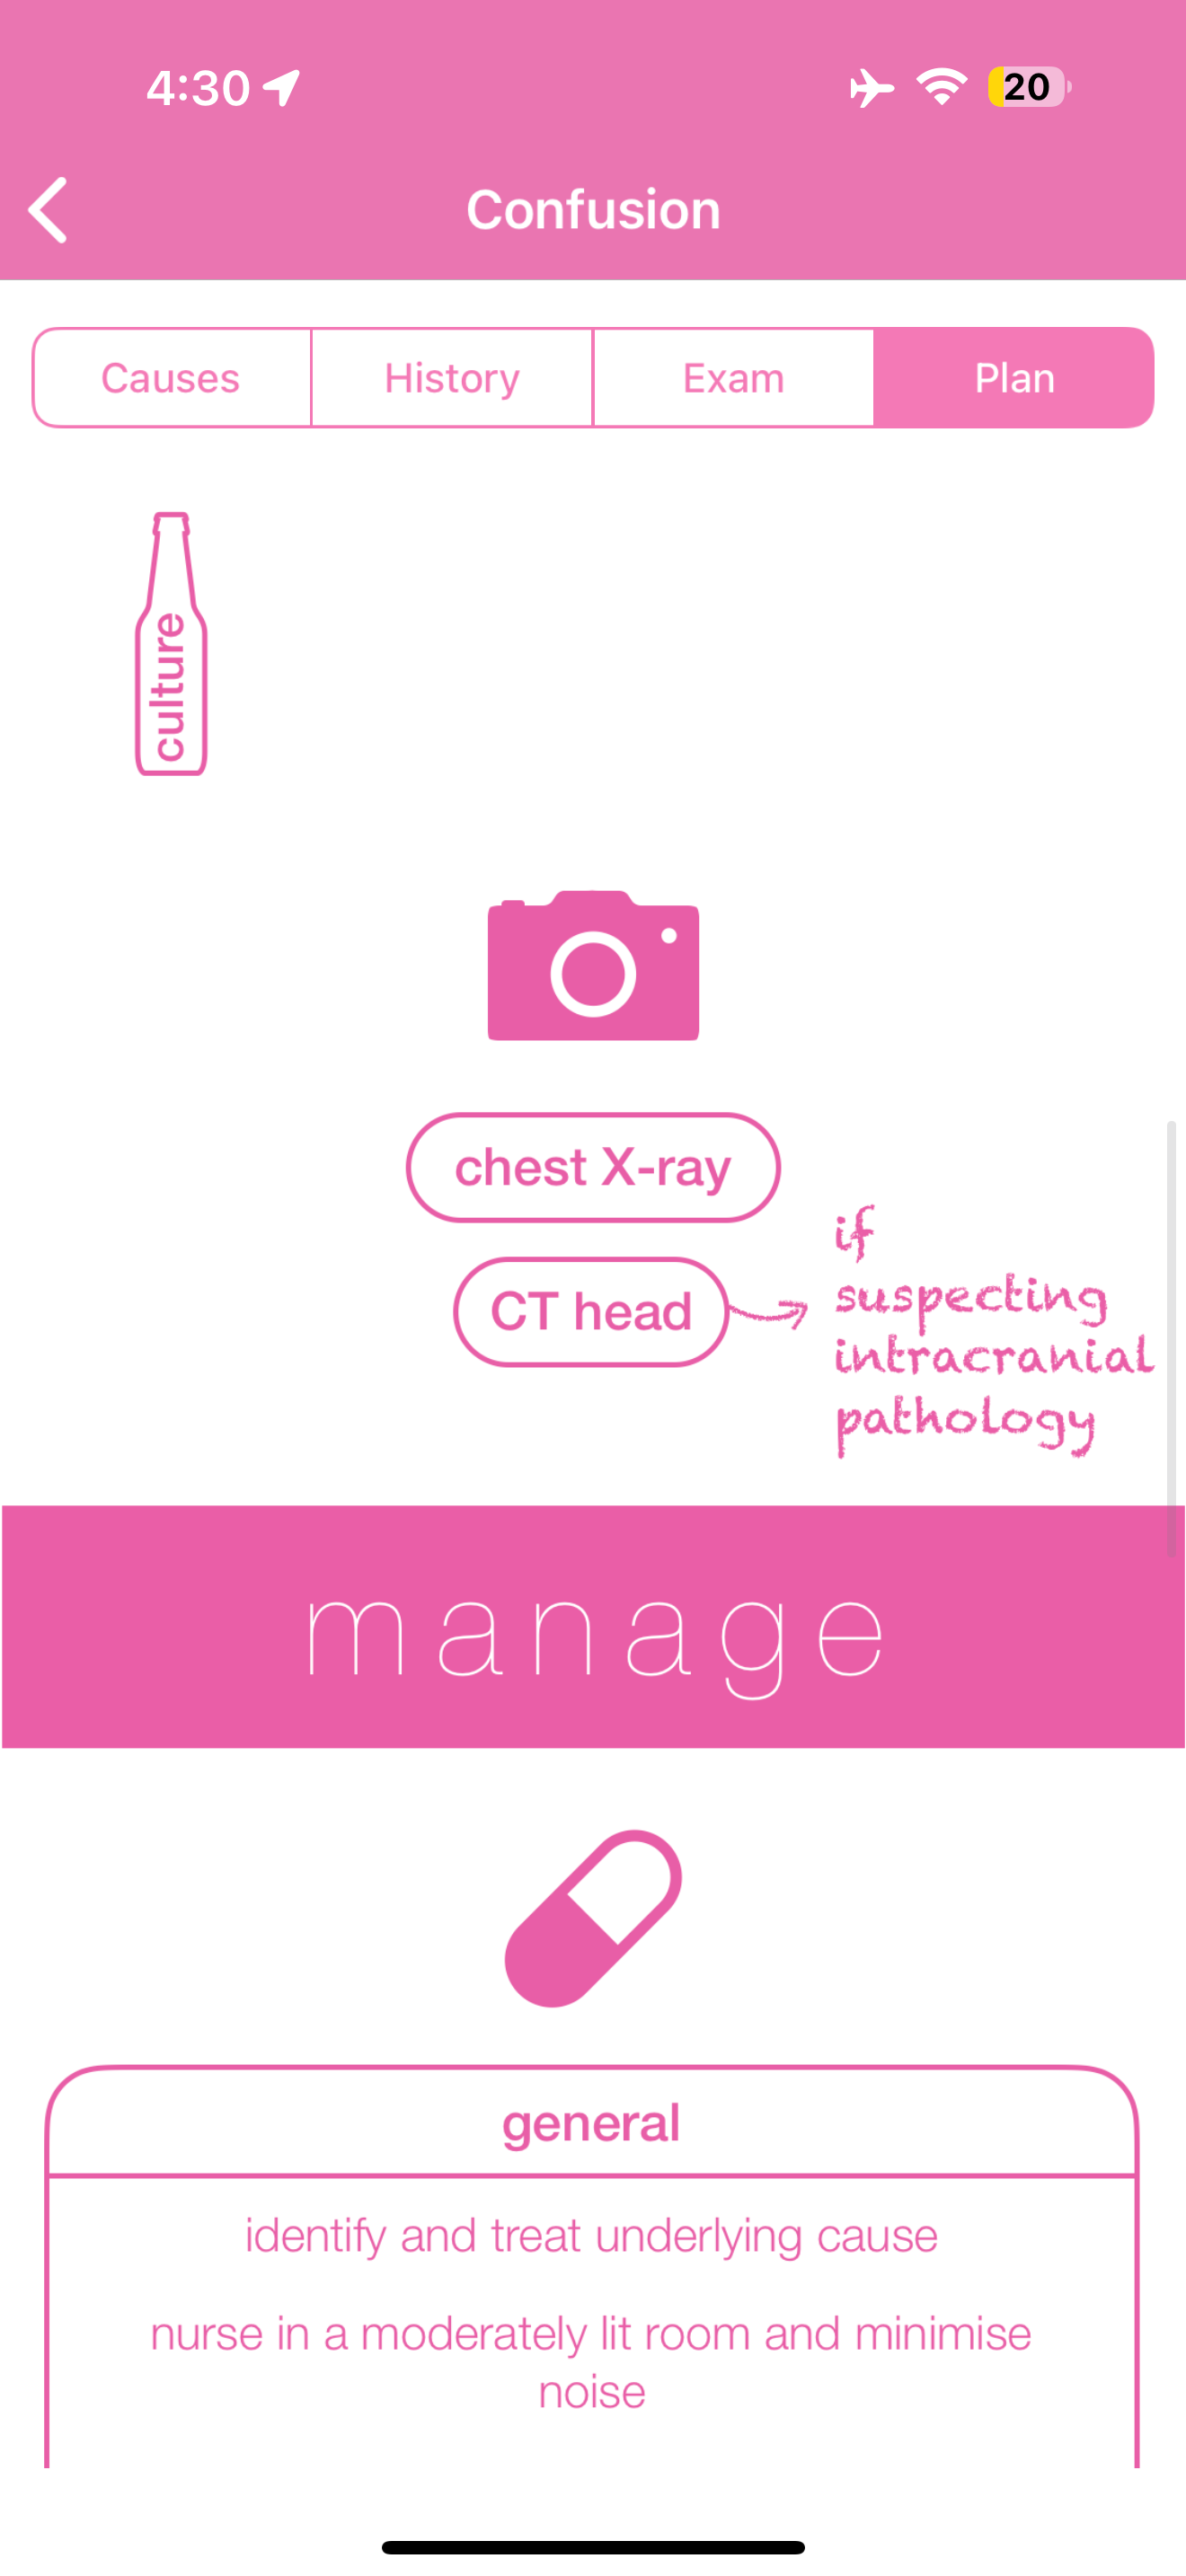 4:30
20
Confusion
Causes
History
Exam
Plan
culture
chest X-ray
CT head
if
suspecting
intracranial
pathology
manage
general
identify and treat underlying cause
nurse in a moderately lit room and minimise
noise